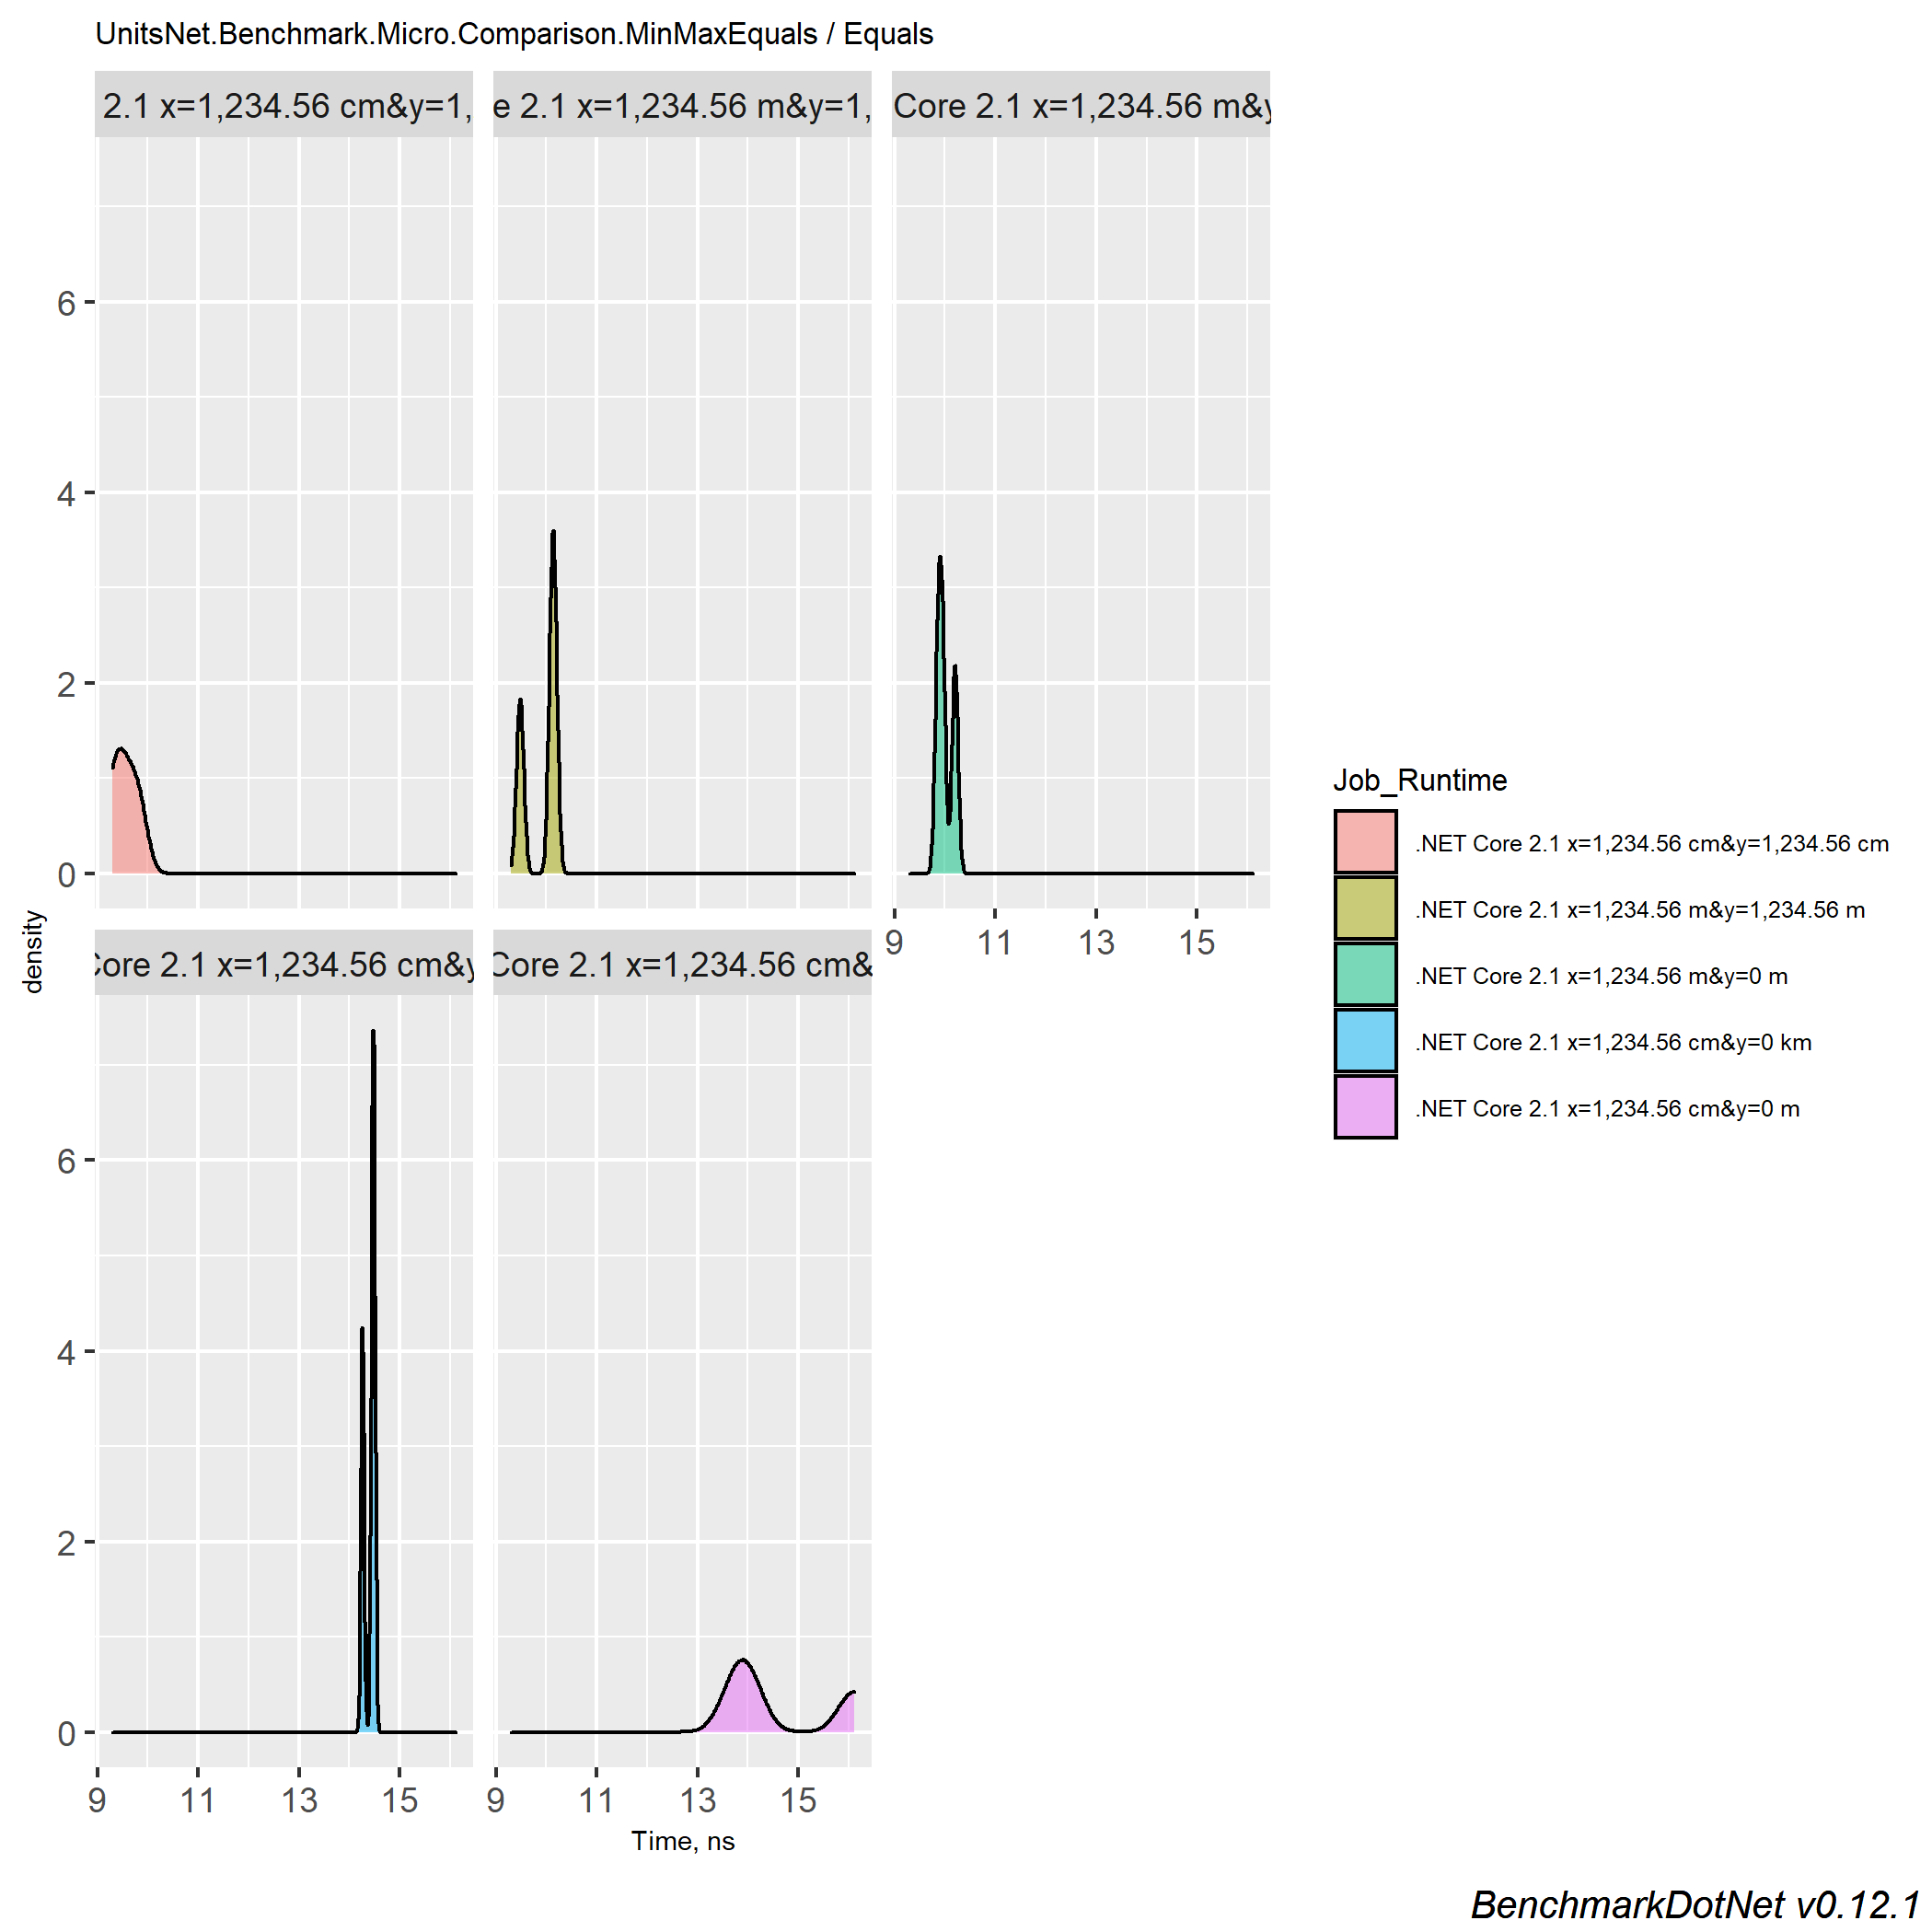 UnitsNet.Benchmark.Micro.Comparison.MinMaxEquals / Equals
2.1 x=1,234.56 cm&y=1,
e 2.1 x=1,234.56 m&y=1,
Core 2.1 x=1,234.56 m&y
6
4
2
0
9 11 13 15
density
Core 2.1 x=1,234.56 cm&y
Core 2.1 x=1,234.56 cm&
6
4
2
0
9 11 13 15
9 11 13 15
Time, ns
Job_Runtime
.NET Core 2.1 x=1,234.56 cm&y=1,234.56 cm
.NET Core 2.1 x=1,234.56 m&y=1,234.56 m
.NET Core 2.1 x=1,234.56 m&y=0 m
.NET Core 2.1 x=1,234.56 cm&y=0 km
.NET Core 2.1 x=1,234.56 cm&y=0 m
BenchmarkDotNet v0.12.1